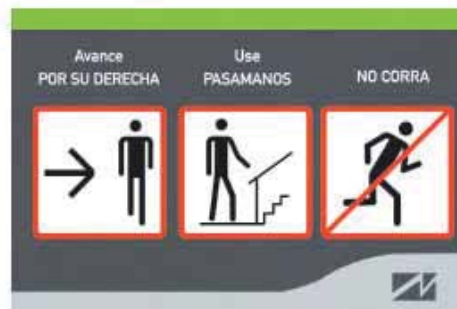 Avance
POR SU DERECHA
Use
PASAMANOS
NO CORRA